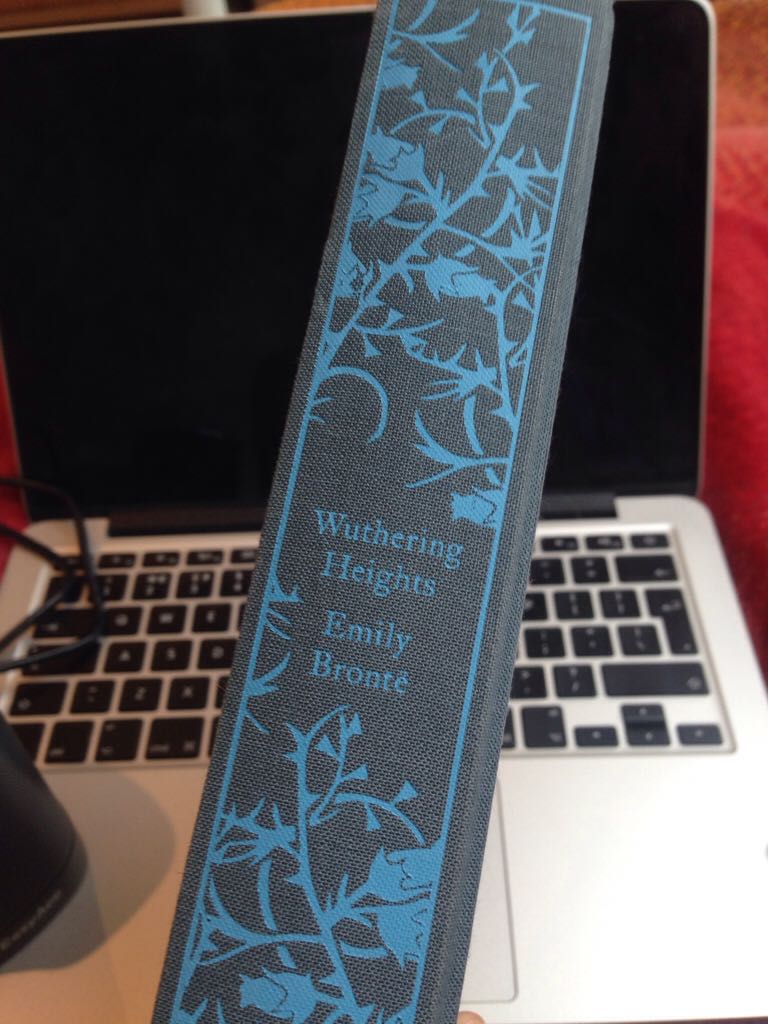 Wuthering
Heights
Emily
Brontë
Q W E
A S D
Z X